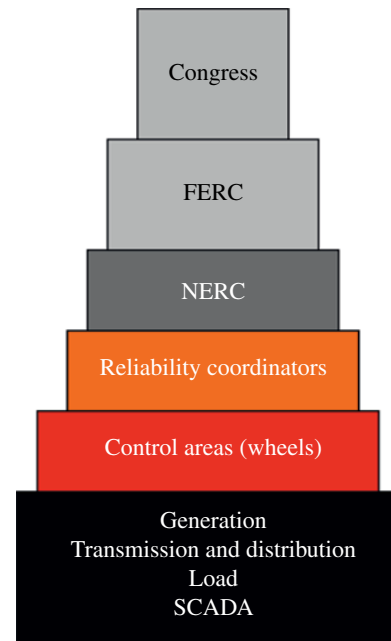 Congress
FERC
NERC
Reliability coordinators
Control areas (wheels)
Generation
Transmission and distribution
Load
SCADA